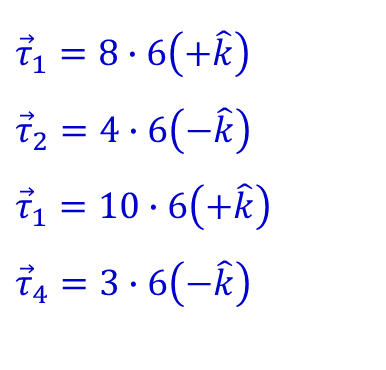 τ⃗₁ = 8 · 6(+k̂)
τ⃗₂ = 4 · 6(−k̂)
τ⃗₁ = 10 · 6(+k̂)
τ⃗₄ = 3 · 6(−k̂)